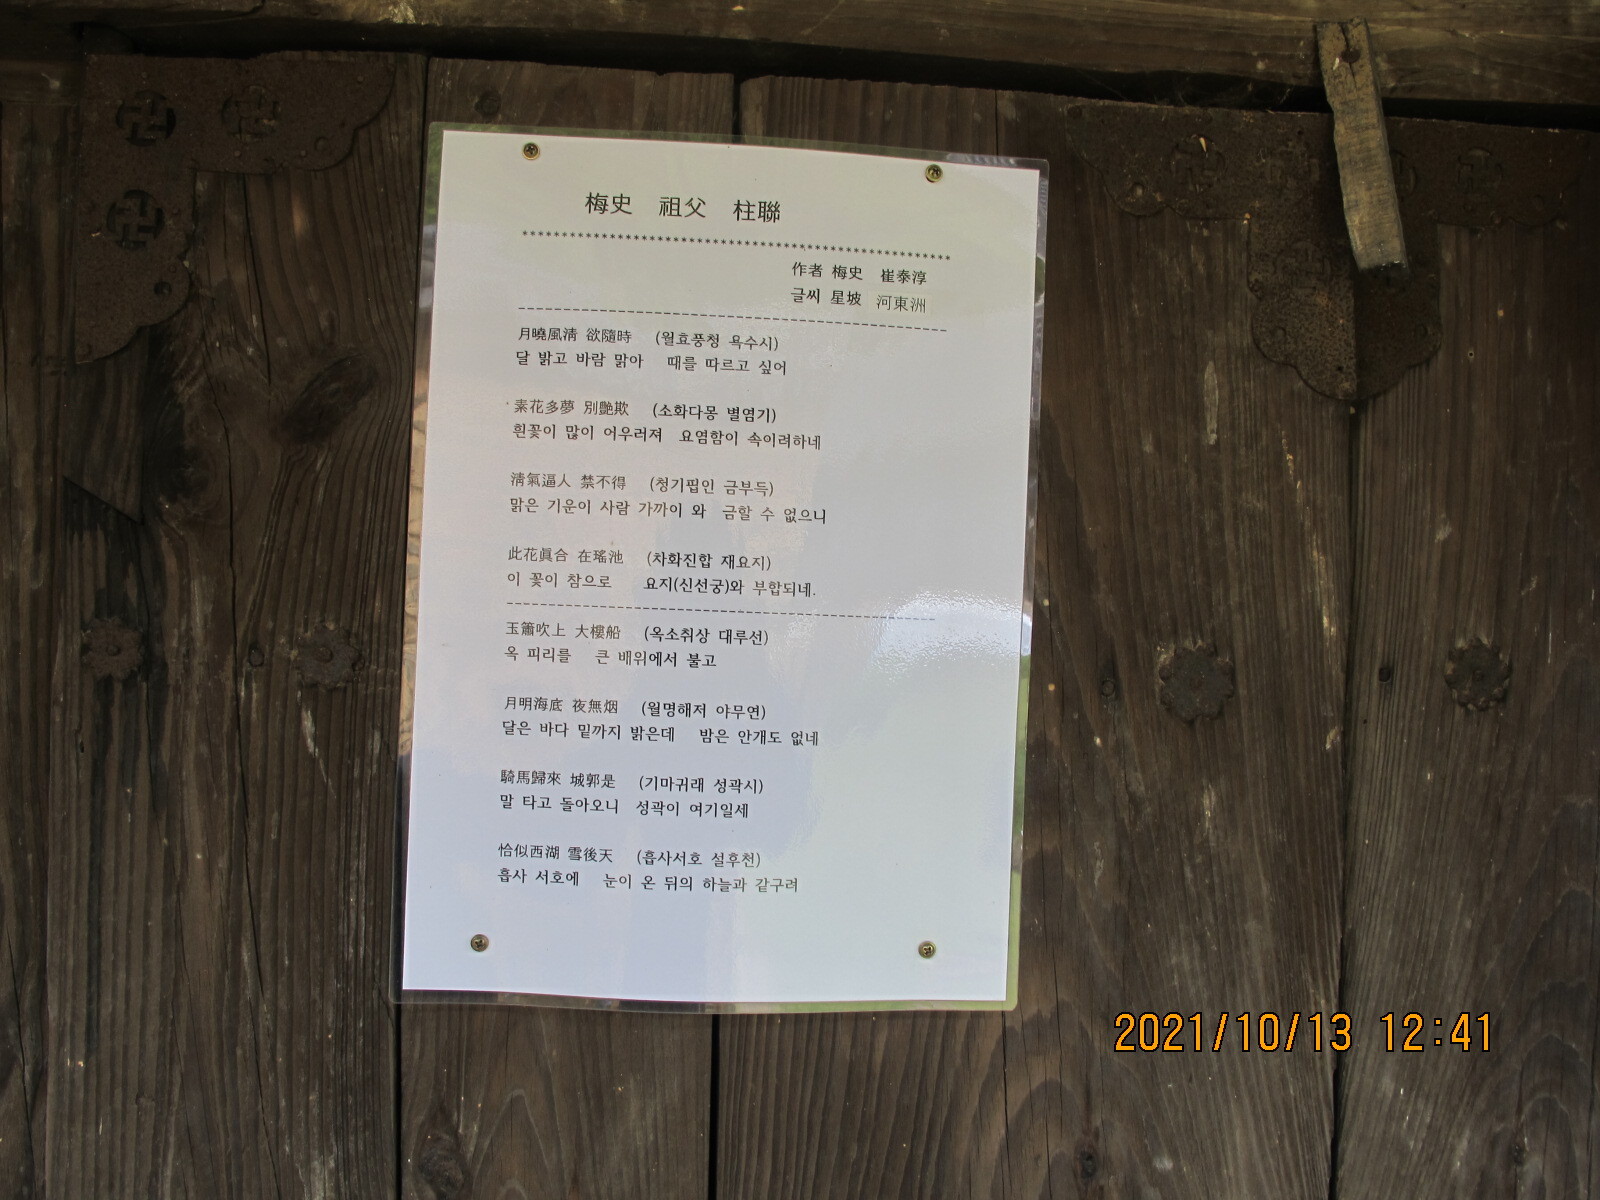 梅史 祖父 柱聯
*******************************************************
作者 梅史 崔泰淳
글씨 星坡 河東洲
月曉風淸 欲隨時 (월효풍청 욕수시)
달 밝고 바람 맑아 때를 따르고 싶어
素花多夢 別艶欺 (소화다몽 별염기)
흰꽃이 많이 어우러져 요염함이 속이려하네
淸氣逼人 禁不得 (청기핍인 금부득)
맑은 기운이 사람 가까이 와 금할 수 없으니
此花眞合 在瑤池 (차화진합 재요지)
이 꽃이 참으로 요지(신선궁)와 부합되네.
玉簫吹上 大樓船 (옥소취상 대루선)
옥 피리를 큰 배위에서 불고
月明海底 夜無烟 (월명해저 야무연)
달은 바다 밑까지 밝은데 밤은 안개도 없네
騎馬歸來 城郭是 (기마귀래 성곽시)
말 타고 돌아오니 성곽이 여기일세
恰似西湖 雪後天 (흡사서호 설후천)
흡사 서호에 눈이 온 뒤의 하늘과 같구려
2021/10/13 12:41